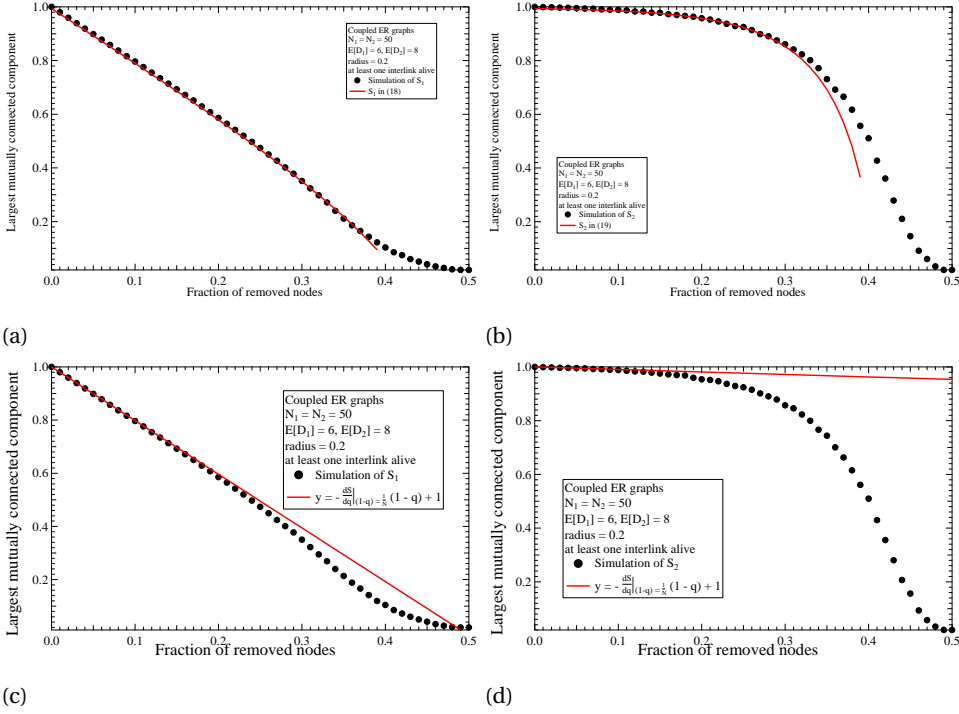 1.0
0.8
0.6
0.4
0.2
Largest mutually connected component
Coupled ER graphs
N1 = N2 = 50
E[D1] = 6, E[D2] = 8
radius = 0.2
at least one interlink alive
Simulation of S1
S1 in (18)
0.0 0.1 0.2 0.3 0.4 0.5
Fraction of removed nodes
(a)
1.0
0.8
0.6
0.4
0.2
Largest mutually connected component
Coupled ER graphs
N1 = N2 = 50
E[D1] = 6, E[D2] = 8
radius = 0.2
at least one interlink alive
Simulation of S2
S2 in (19)
0.0 0.1 0.2 0.3 0.4 0.5
Fraction of removed nodes
(b)
1.0
0.8
0.6
0.4
0.2
Largest mutually connected component
Coupled ER graphs
N1 = N2 = 50
E[D1] = 6, E[D2] = 8
radius = 0.2
at least one interlink alive
Simulation of S1
y = - dS/dq|(1-q) = 1/N (1 - q) + 1
0.0 0.1 0.2 0.3 0.4 0.5
Fraction of removed nodes
(c)
1.0
0.8
0.6
0.4
0.2
Largest mutually connected component
Coupled ER graphs
N1 = N2 = 50
E[D1] = 6, E[D2] = 8
radius = 0.2
at least one interlink alive
Simulation of S2
y = - dS/dq|(1-q) = 1/N (1 - q) + 1
0.0 0.1 0.2 0.3 0.4 0.5
Fraction of removed nodes
(d)